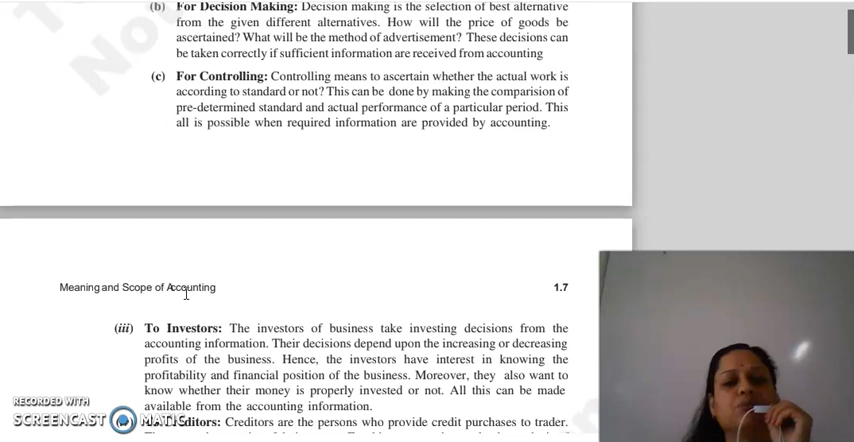 (b) For Decision Making: Decision making is the selection of best alternative
from the given different alternatives. How will the price of goods be
ascertained? What will be the method of advertisement? These decisions can
be taken correctly if sufficient information are received from accounting
(c) For Controlling: Controlling means to ascertain whether the actual work is
according to standard or not? This can be done by making the comparision of
pre-determined standard and actual performance of a particular period. This
all is possible when required information are provided by accounting.
Meaning and Scope of Accounting 1.7
(iii) To Investors: The investors of business take investing decisions from the
accounting information. Their decisions depend upon the increasing or decreasing
profits of the business. Hence, the investors have interest in knowing the
profitability and financial position of the business. Moreover, they also want to
know whether their money is properly invested or not. All this can be made
available from the accounting information.
Creditors are the persons who provide credit purchases to trader.
RECORDED WITH
SCREENCAST MATIC